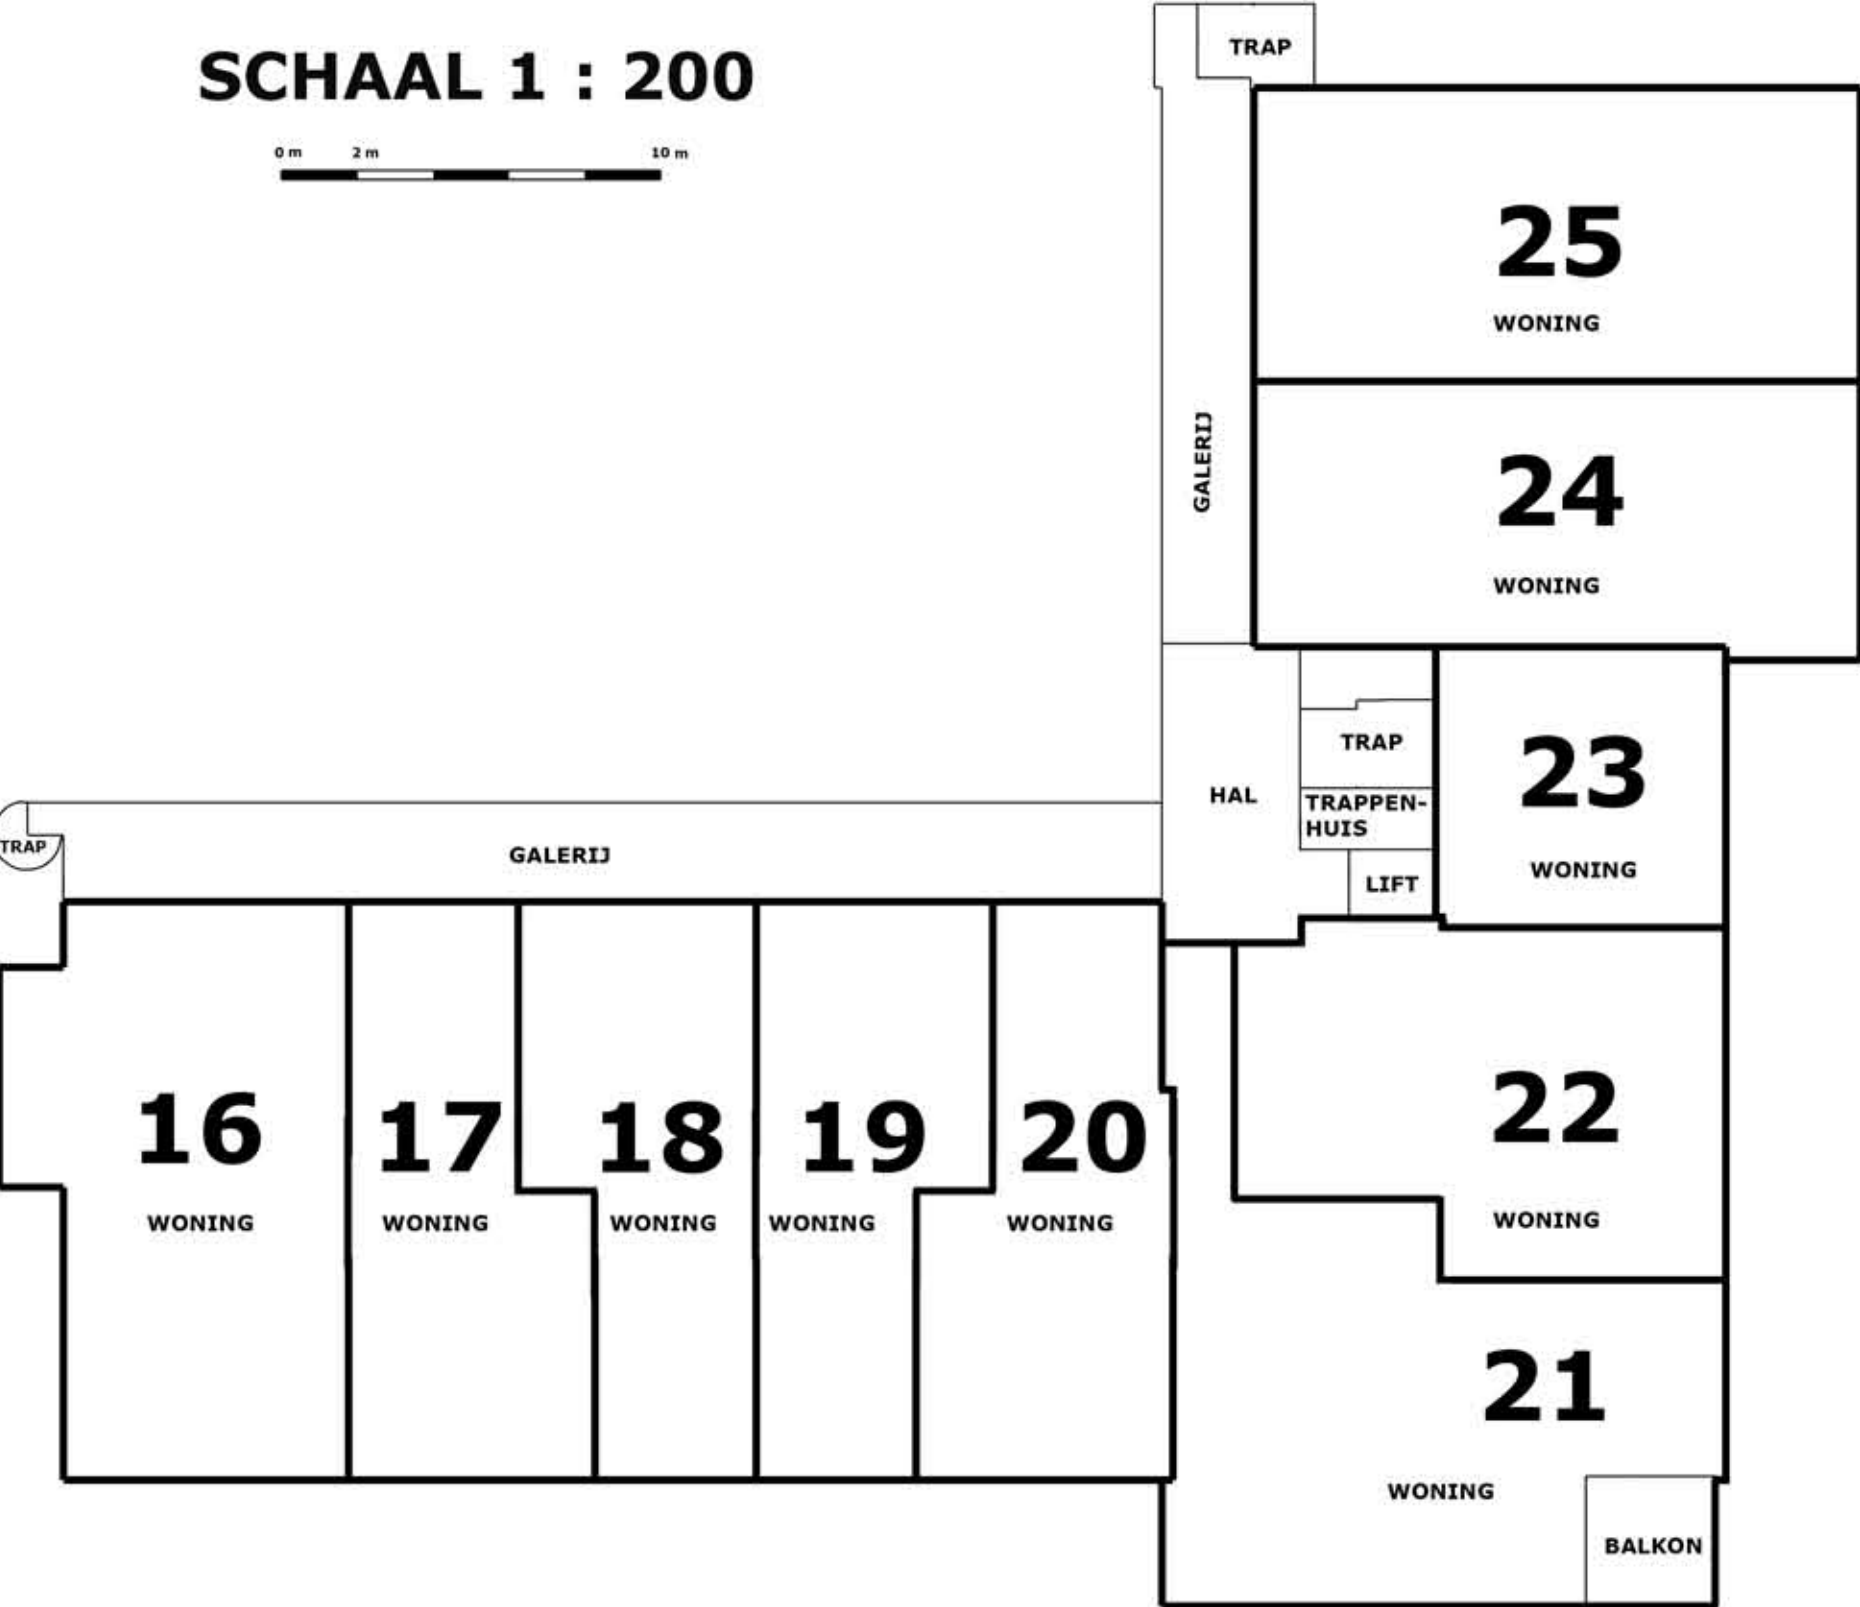 SCHAAL 1 : 200
0 m 2 m 10 m
TRAP
25
WONING
GALERIJ
24
WONING
TRAP
23
HAL
TRAPPEN-
HUIS
WONING
LIFT
TRAP
GALERIJ
16
WONING
17
WONING
18
WONING
19
WONING
20
WONING
22
WONING
21
WONING
BALKON